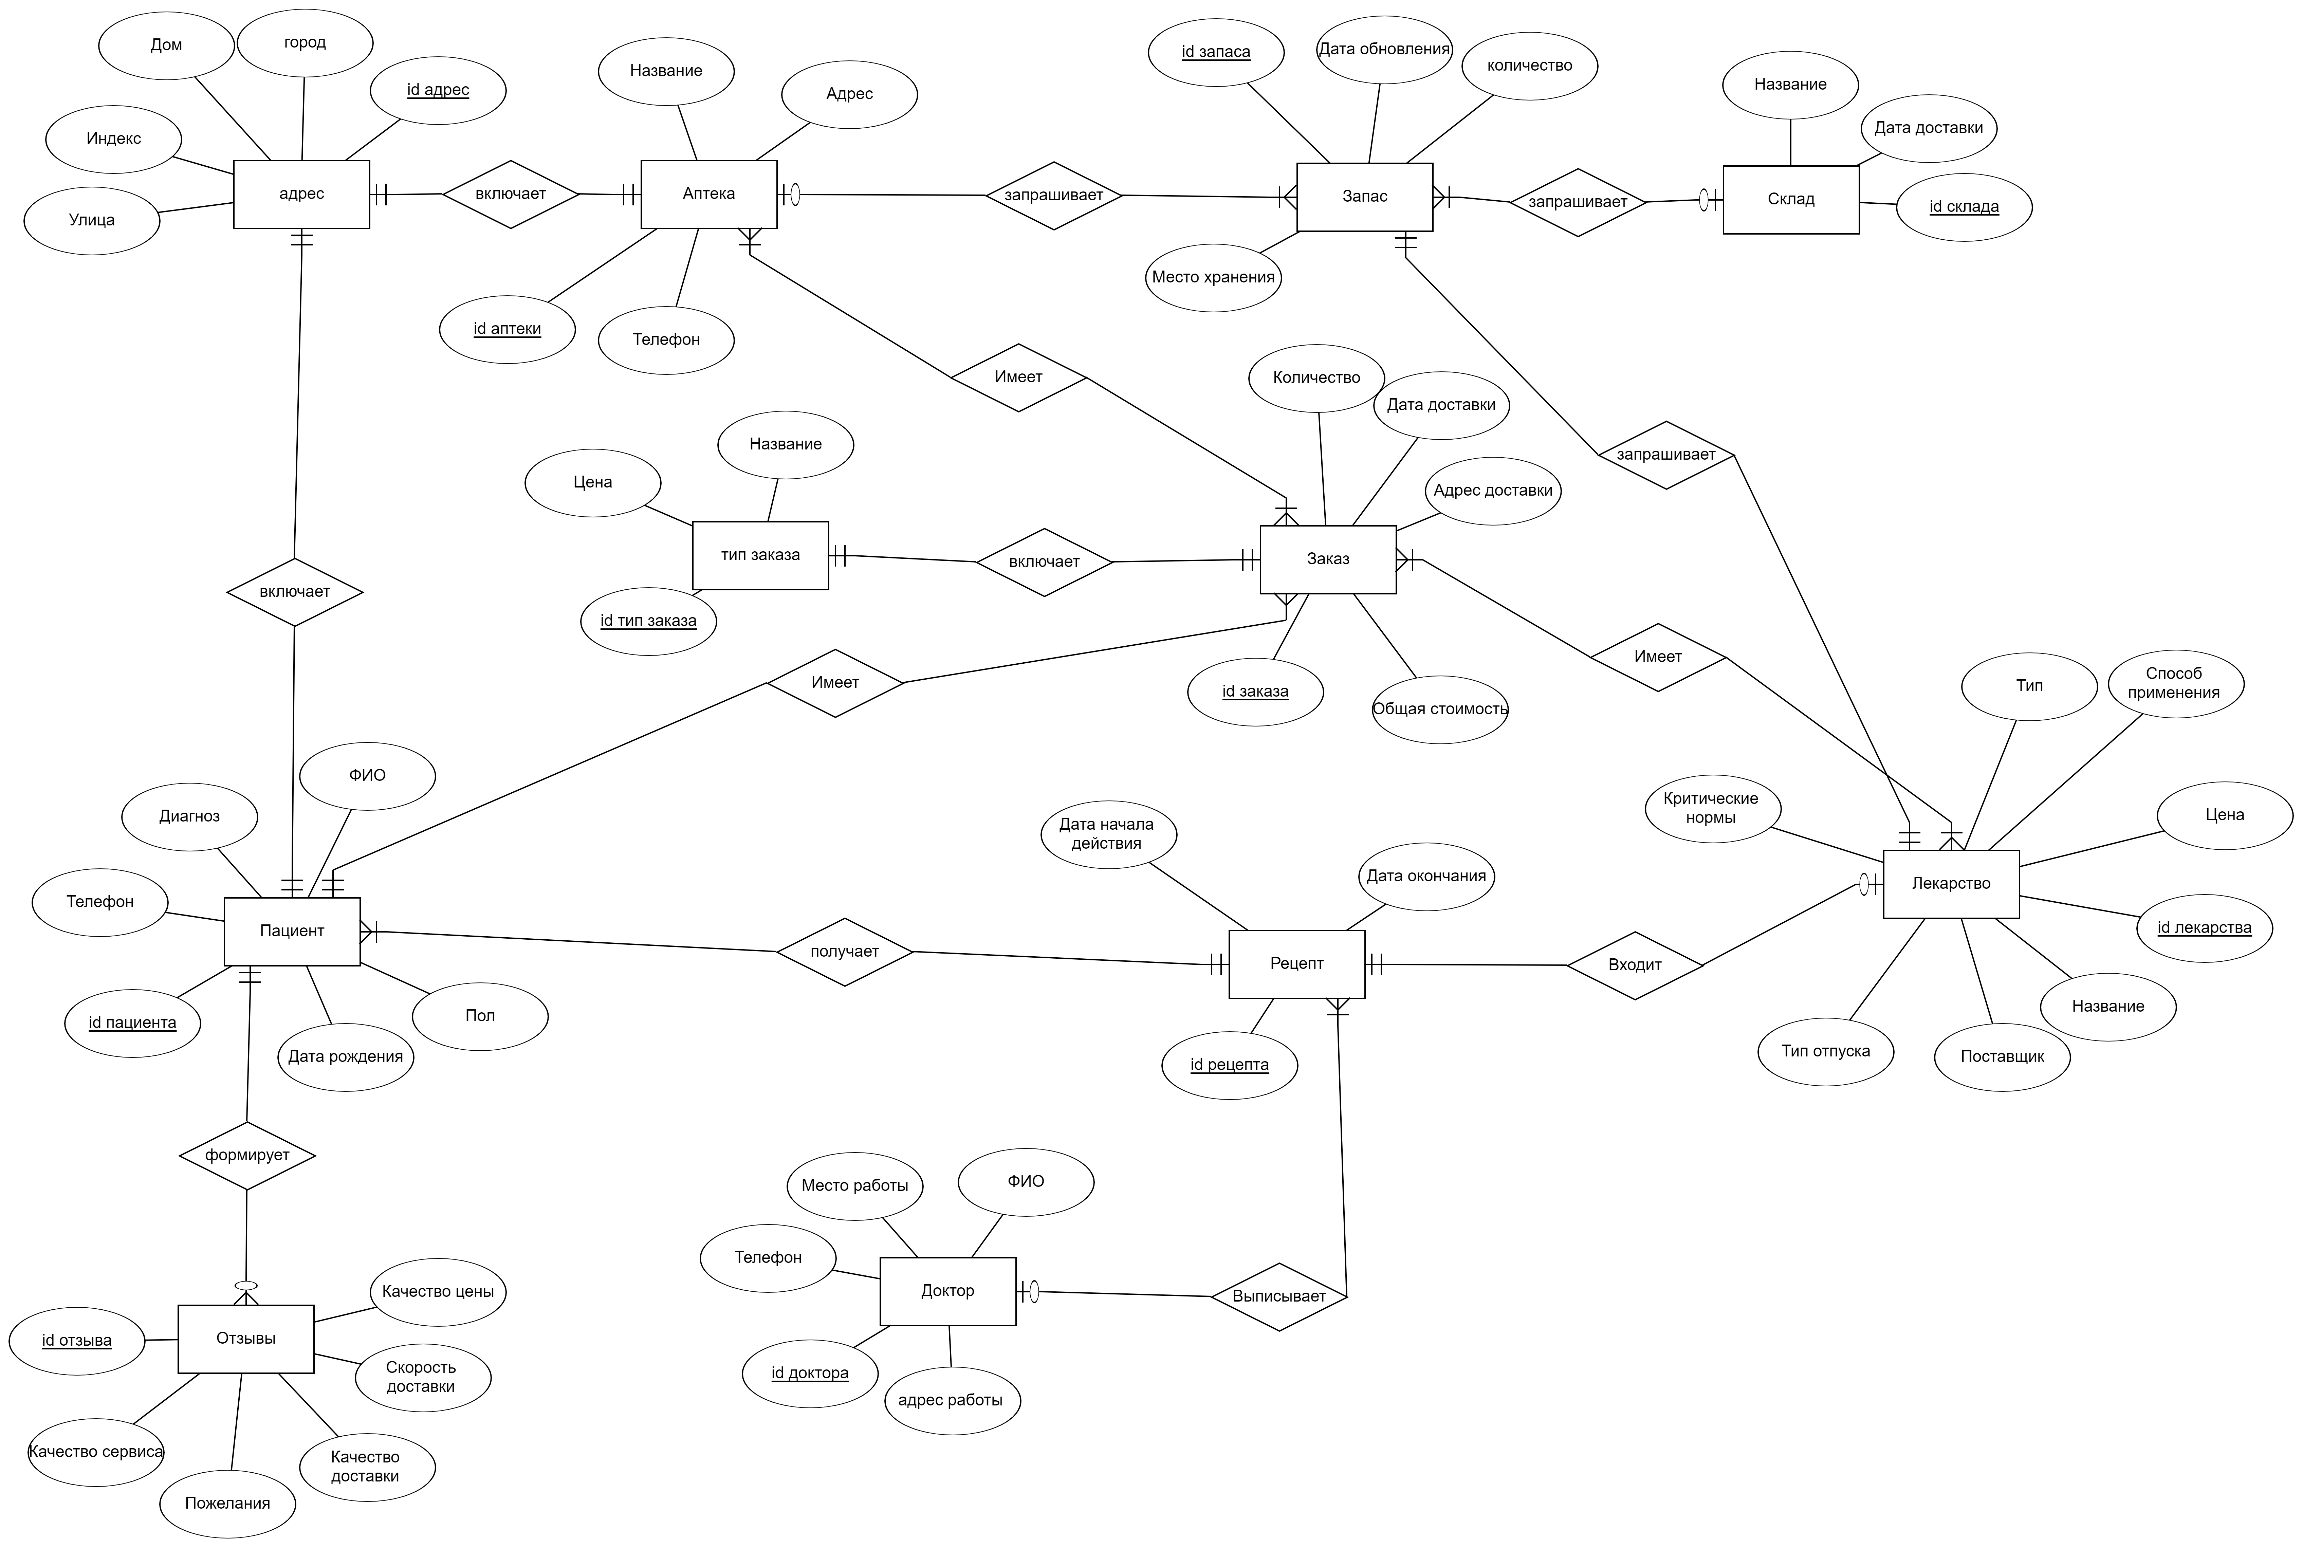 Дом
город
id адрес
Индекс
Улица
адрес
включает
Название
Адрес
Аптека
id аптеки
Телефон
запрашивает
id запаса
Дата обновления
количество
Запас
Место хранения
запрашивает
Название
Дата доставки
Склад
id склада
Имеет
запрашивает
Количество
Дата доставки
Адрес доставки
Заказ
id заказа
Общая стоимость
Название
Цена
тип заказа
id тип заказа
включает
включает
Имеет
Имеет
ФИО
Диагноз
Телефон
Пациент
id пациента
Дата рождения
Пол
получает
Дата начала
действия
Дата окончания
Рецепт
id рецепта
Входит
Тип
Способ
применения
Критические
нормы
Цена
Лекарство
id лекарства
Название
Тип отпуска
Поставщик
формирует
Место работы
ФИО
Телефон
Доктор
id доктора
адрес работы
Выписывает
Качество цены
id отзыва
Отзывы
Скорость
доставки
Качество сервиса
Качество
доставки
Пожелания